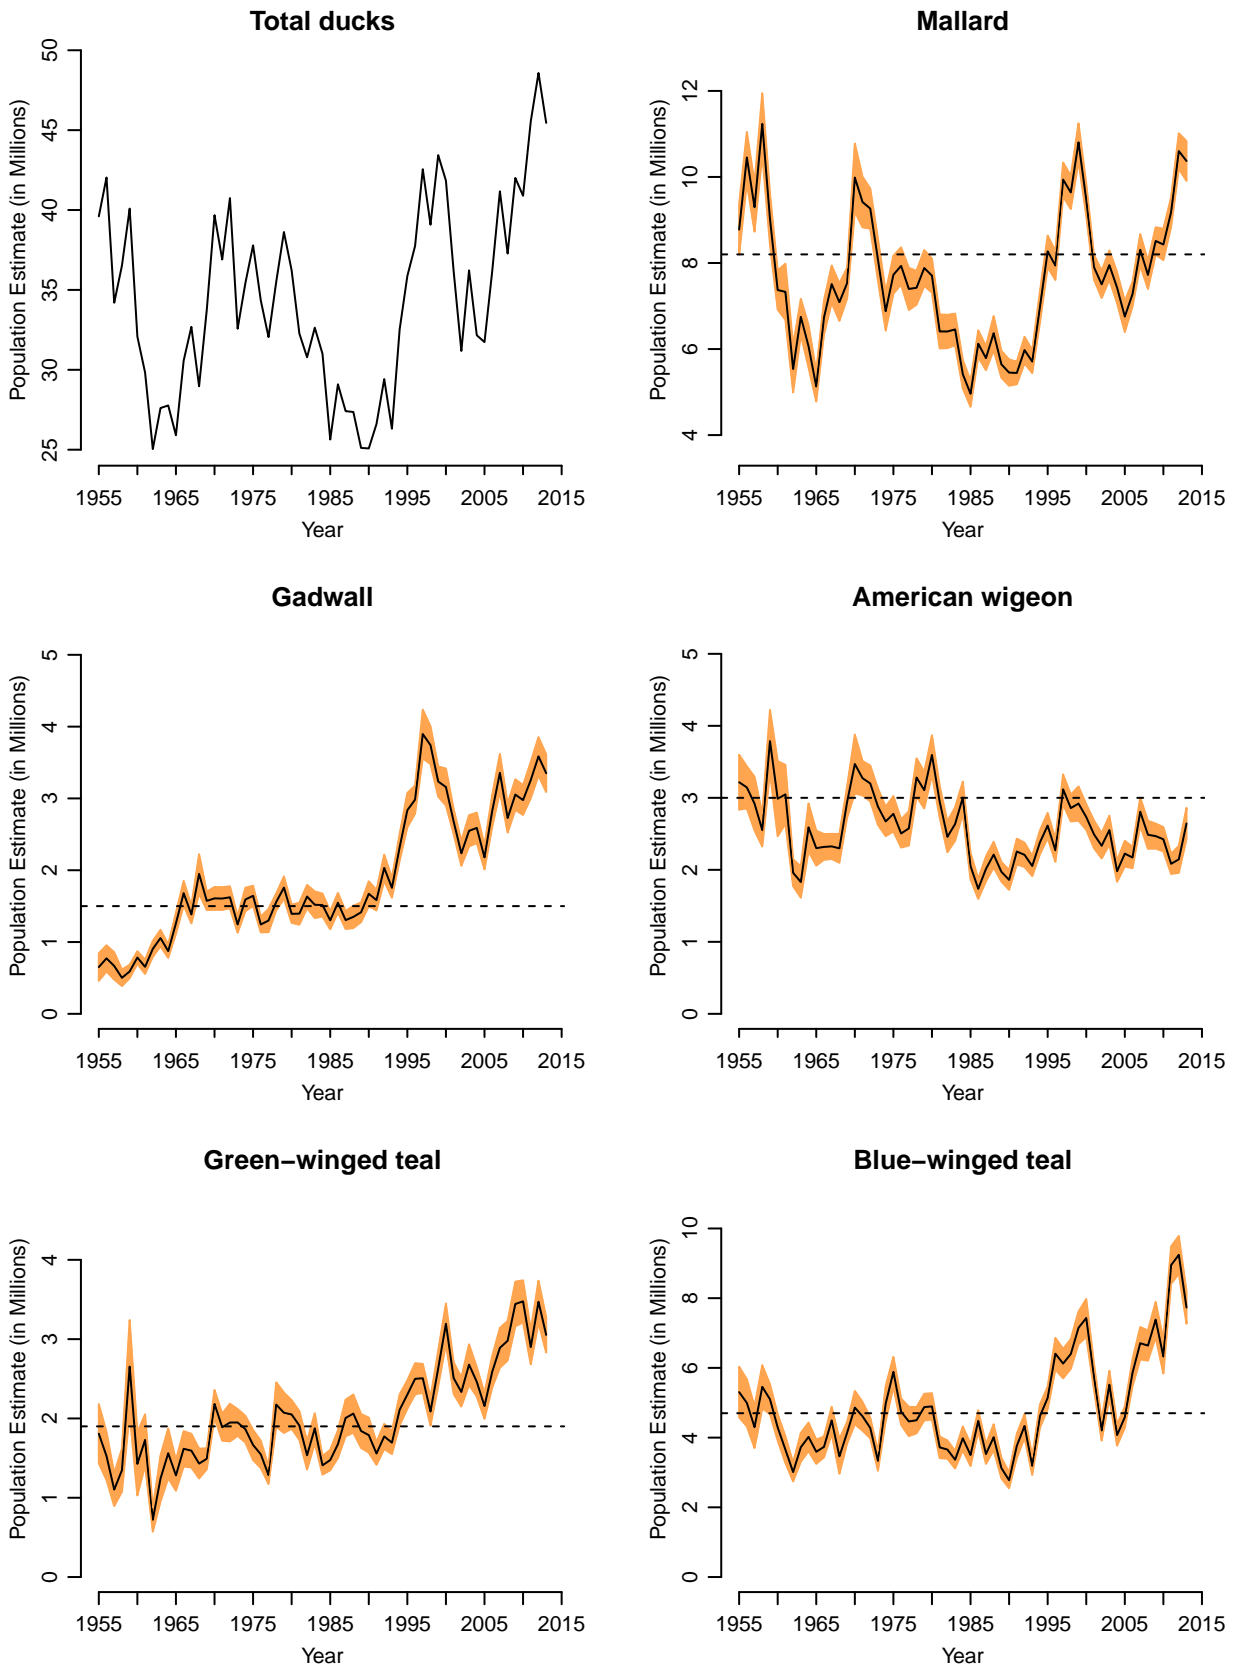 Total ducks
Population Estimate (in Millions)
50
45
40
35
30
25
1955 1965 1975 1985 1995 2005 2015
Year
Mallard
Population Estimate (in Millions)
12
10
8
6
4
1955 1965 1975 1985 1995 2005 2015
Year
Gadwall
Population Estimate (in Millions)
5
4
3
2
1
0
1955 1965 1975 1985 1995 2005 2015
Year
American wigeon
Population Estimate (in Millions)
5
4
3
2
1
0
1955 1965 1975 1985 1995 2005 2015
Year
Green−winged teal
Population Estimate (in Millions)
4
3
2
1
0
1955 1965 1975 1985 1995 2005 2015
Year
Blue−winged teal
Population Estimate (in Millions)
10
8
6
4
2
0
1955 1965 1975 1985 1995 2005 2015
Year